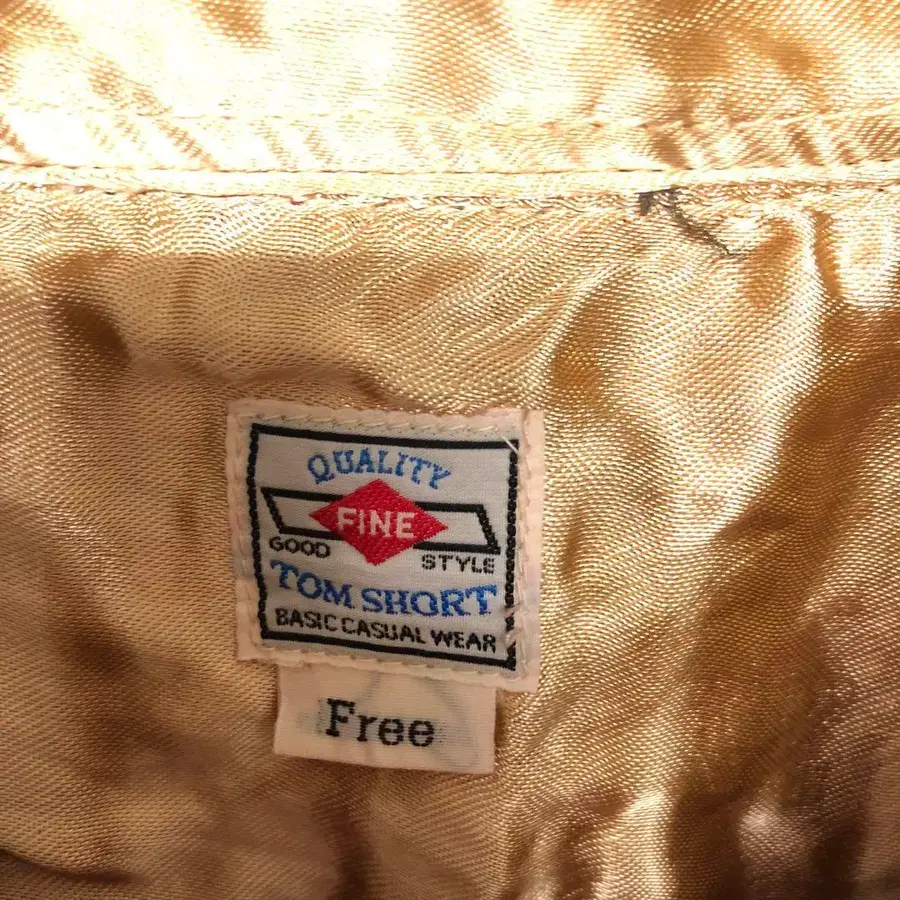 QUALITY
FINE
GOOD STYLE
TOM SHORT
BASIC CASUAL WEAR
Free